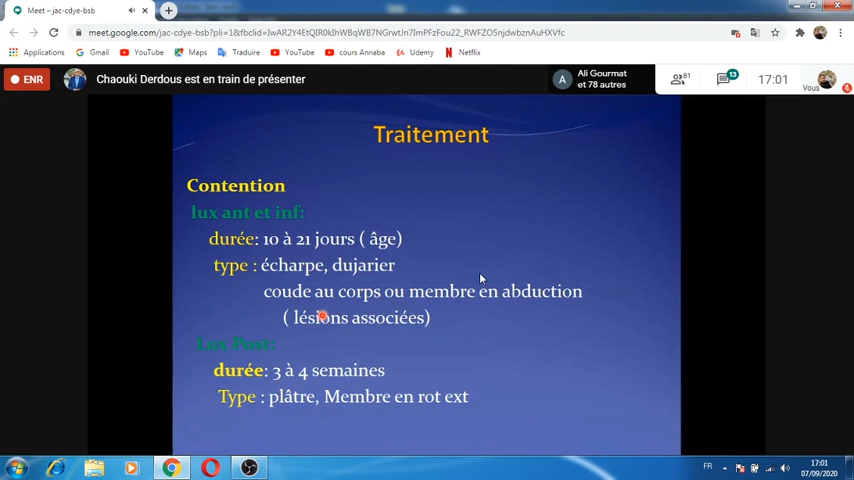 Meet – jac-cdye-bsb
meet.google.com/jac-cdye-bsb?pli=1&fbclid=IwAR2Y4EtQIR0kIhWBqWB7NGrwtJn7ImPFzFou22_RWFZO5njdwbznAuHXVfc
Applications
Gmail
YouTube
Maps
Traduire
YouTube
cours Annaba
Udemy
Netflix
ENR
Chaouki Derdous est en train de présenter
A
Ali Gourmat
et 78 autres
81
13
17:01
Vous
Traitement
Contention
lux ant et inf:
durée: 10 à 21 jours ( âge)
type : écharpe, dujarier
coude au corps ou membre en abduction
( lésions associées)
Lux Post:
durée: 3 à 4 semaines
Type : plâtre, Membre en rot ext
FR
17:01
07/09/2020